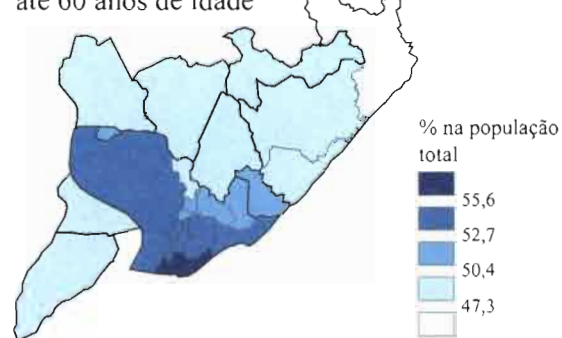 até 60 anos de idade
% na população
total
55,6
52,7
50,4
47,3